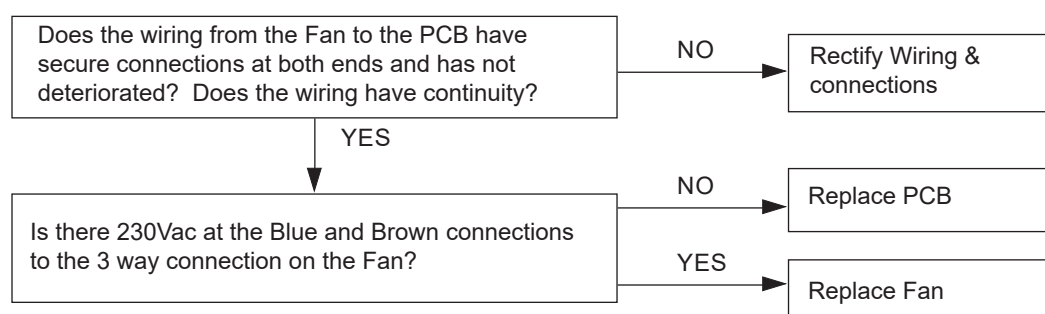 Does the wiring from the Fan to the PCB have
secure connections at both ends and has not
deteriorated? Does the wiring have continuity?
NO
Rectify Wiring &
connections
YES
Is there 230Vac at the Blue and Brown connections
to the 3 way connection on the Fan?
NO
Replace PCB
YES
Replace Fan